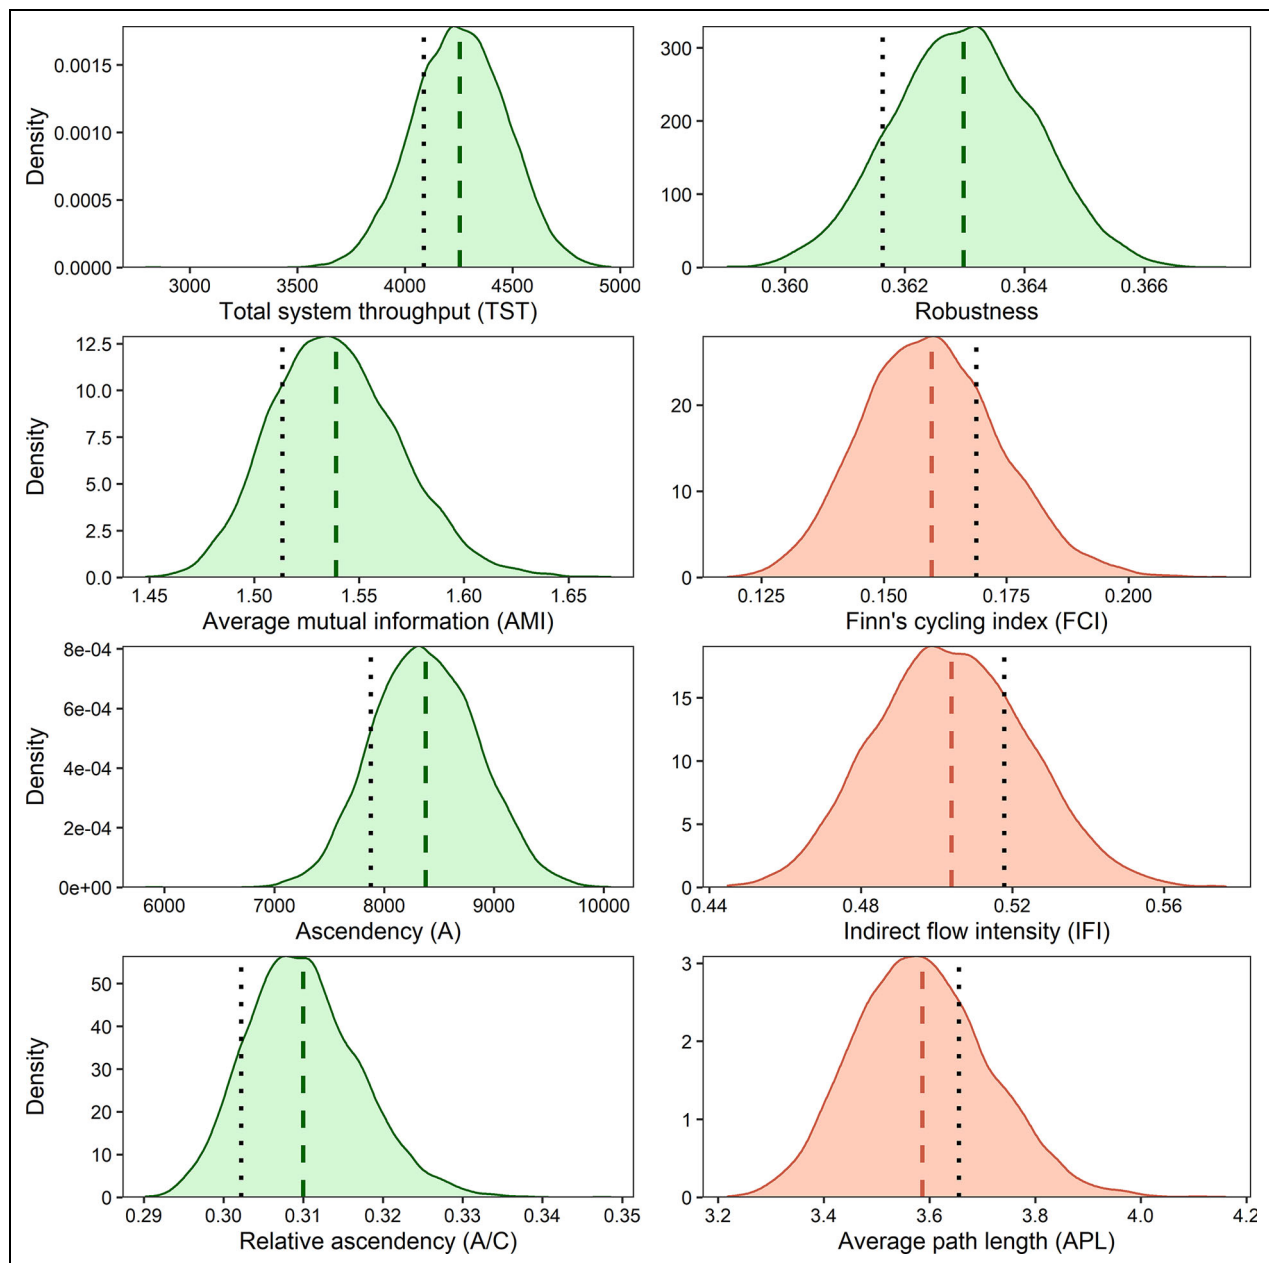 Density
0.0015
0.0010
0.0005
0.0000
3000 3500 4000 4500 5000
Total system throughput (TST)
300
200
100
0
0.360 0.362 0.364 0.366
Robustness
Density
12.5
10.0
7.5
5.0
2.5
0.0
1.45 1.50 1.55 1.60 1.65
Average mutual information (AMI)
20
10
0
0.125 0.150 0.175 0.200
Finn's cycling index (FCI)
Density
8e-04
6e-04
4e-04
2e-04
0e+00
6000 7000 8000 9000 10000
Ascendency (A)
15
10
5
0
0.44 0.48 0.52 0.56
Indirect flow intensity (IFI)
Density
50
40
30
20
10
0
0.29 0.30 0.31 0.32 0.33 0.34 0.35
Relative ascendency (A/C)
3
2
1
0
3.2 3.4 3.6 3.8 4.0 4.2
Average path length (APL)